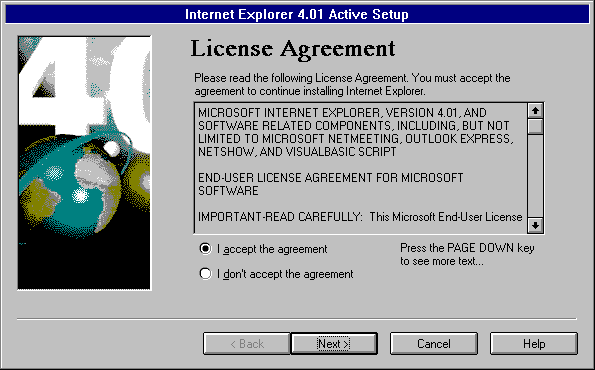 Internet Explorer 4.01 Active Setup
40
License Agreement
Please read the following License Agreement. You must accept the
agreement to continue installing Internet Explorer.
MICROSOFT INTERNET EXPLORER, VERSION 4.01, AND
SOFTWARE RELATED COMPONENTS, INCLUDING, BUT NOT
LIMITED TO MICROSOFT NETMEETING, OUTLOOK EXPRESS,
NETSHOW, AND VISUALBASIC SCRIPT
END-USER LICENSE AGREEMENT FOR MICROSOFT
SOFTWARE
IMPORTANT-READ CAREFULLY: This Microsoft End-User License
I accept the agreement
I don't accept the agreement
Press the PAGE DOWN key
to see more text...
< Back
Next >
Cancel
Help